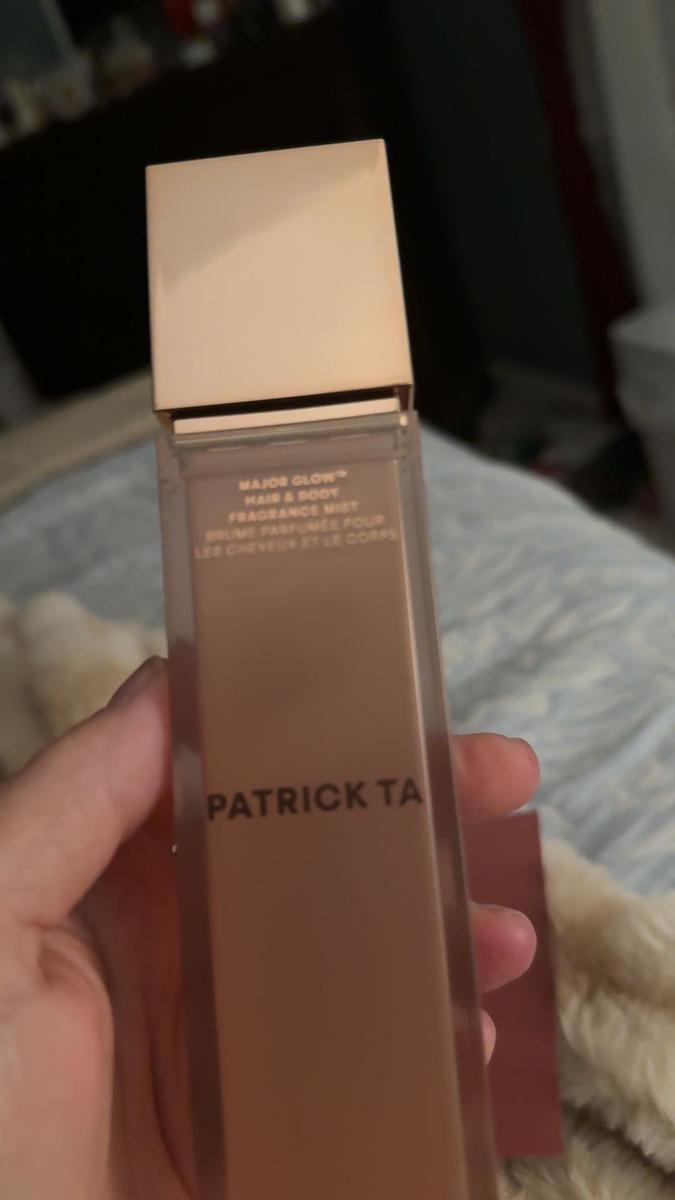 MAJOR GLOW™
HAIR & BODY
FRAGRANCE MIST
BRUME PARFUMÉE POUR
LES CHEVEUX ET LE CORPS
PATRICK TA